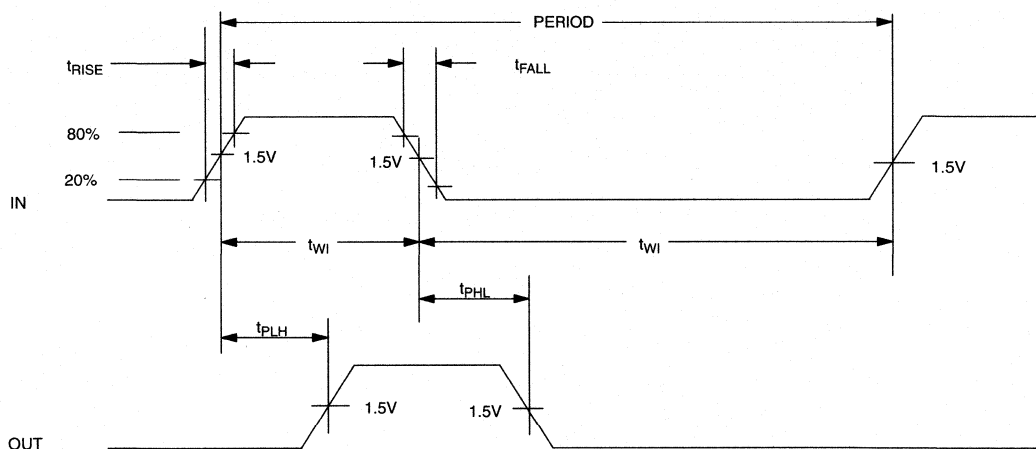 PERIOD
tRISE
tFALL
80%
1.5V
1.5V
1.5V
20%
IN
tWI
tWI
tPHL
tPLH
1.5V
1.5V
OUT